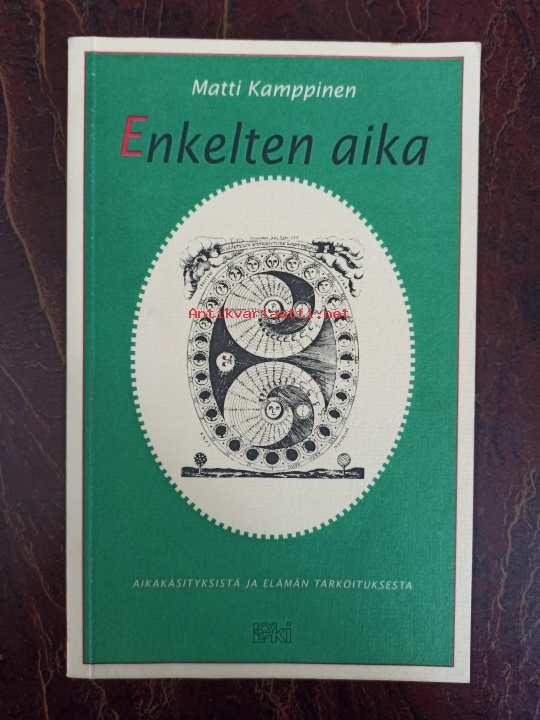 Matti Kamppinen
Enkelten aika
Antikvariaatti.net
AIKAKÄSITYKSISTÄ JA ELÄMÄN TARKOITUKSESTA
Loki